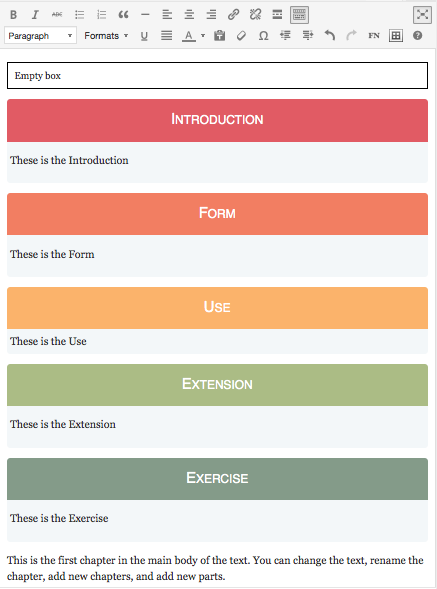 B I ABC
Paragraph Formats U A T Ω FN ?
Empty box
INTRODUCTION
These is the Introduction
FORM
These is the Form
USE
These is the Use
EXTENSION
These is the Extension
EXERCISE
These is the Exercise
This is the first chapter in the main body of the text. You can change the text, rename the
chapter, add new chapters, and add new parts.